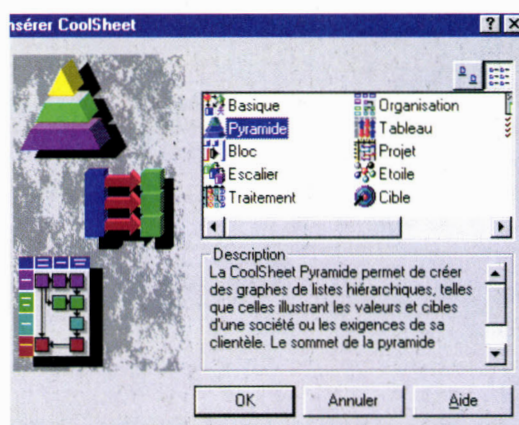 nsérer CoolSheet
Basique
Pyramide
Bloc
Escalier
Traitement
Organisation
Tableau
Projet
Etoile
Cible
Description
La CoolSheet Pyramide permet de créer
des graphes de listes hiérarchiques, telles
que celles illustrant les valeurs et cibles
d'une société ou les exigences de sa
clientèle. Le sommet de la pyramide
OK
Annuler
Aide